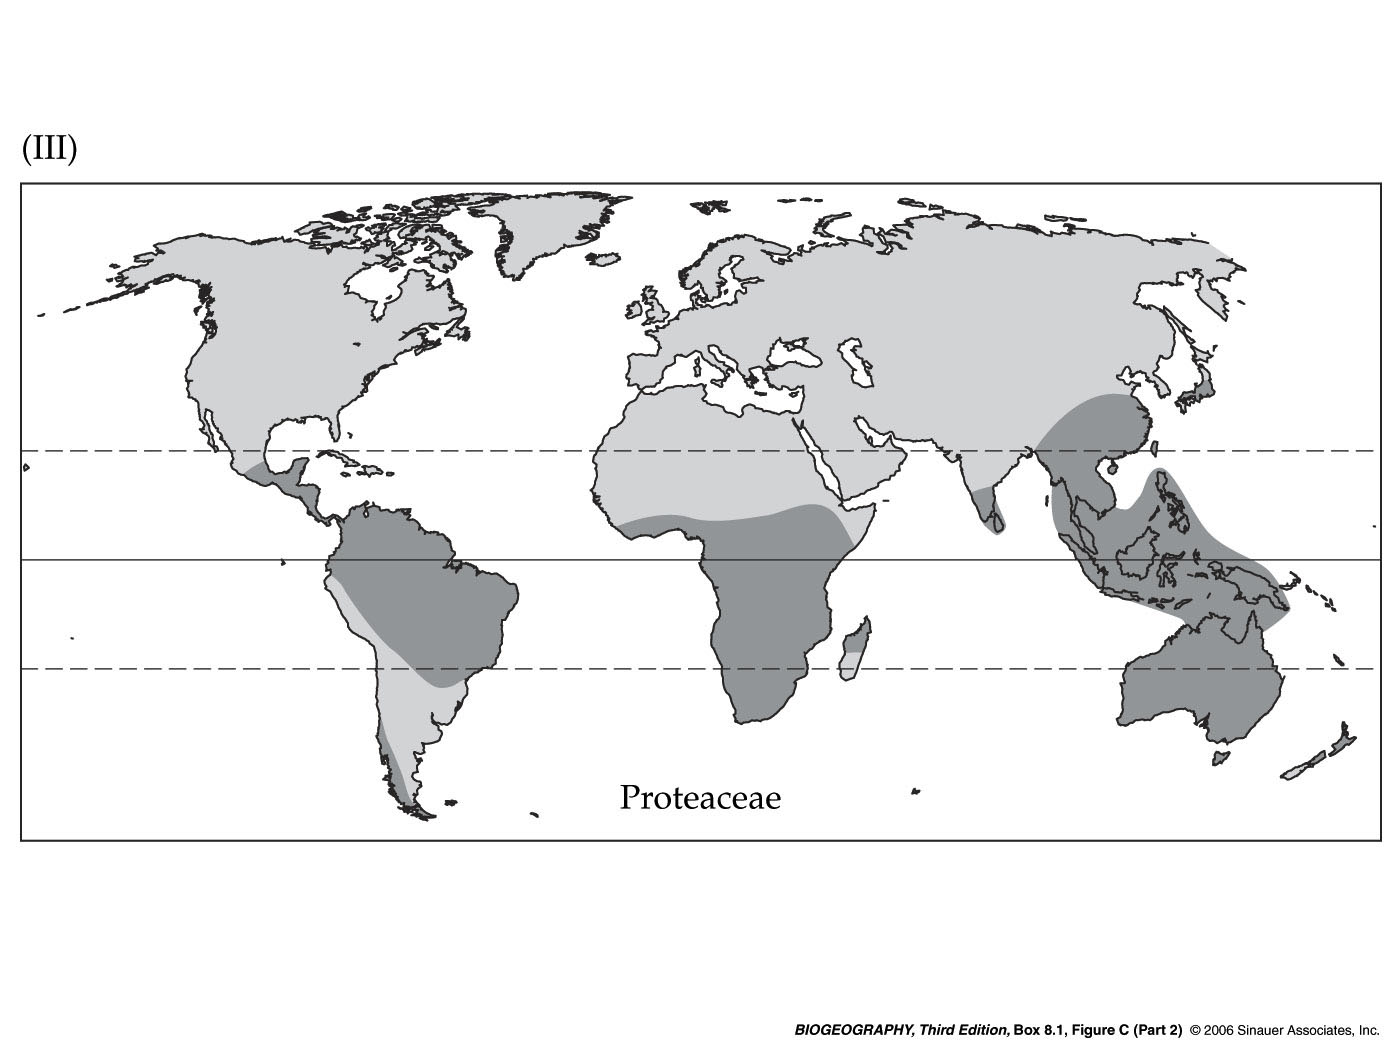 (III)
Proteaceae
BIOGEOGRAPHY, Third Edition, Box 8.1, Figure C (Part 2) © 2006 Sinauer Associates, Inc.